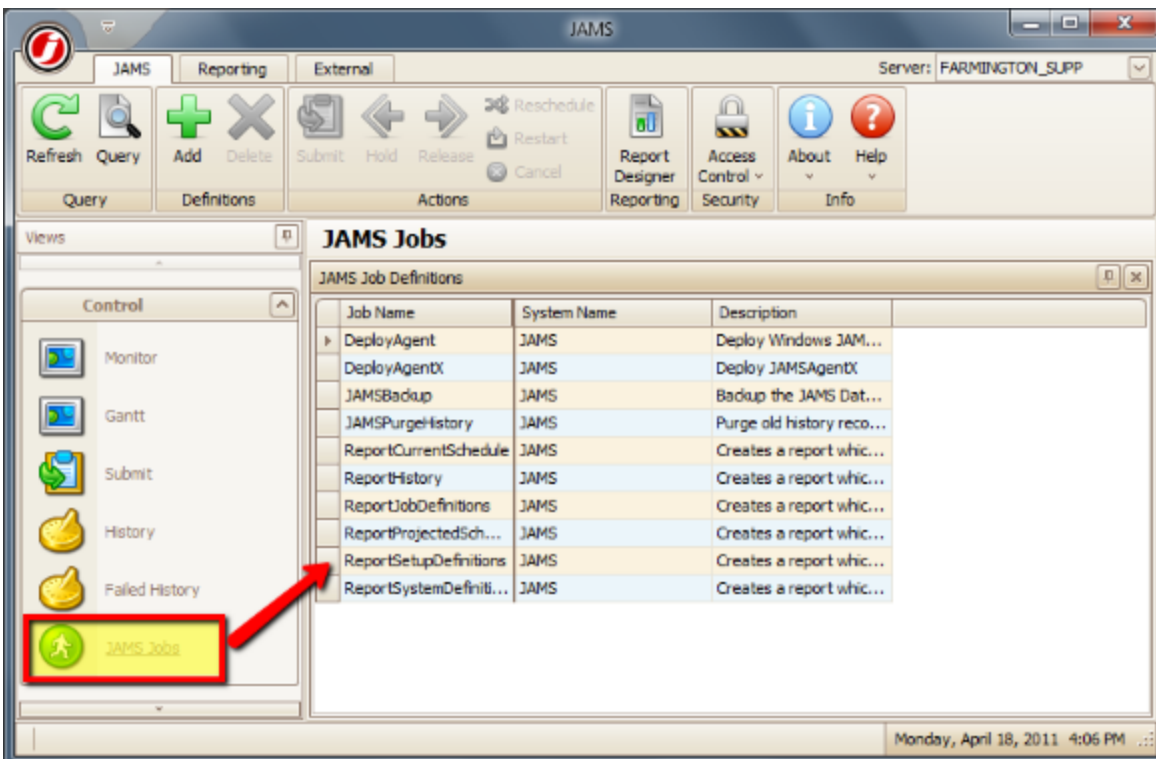 JAMS
JAMS Reporting External Server: FARMINGTON_SUPP
Refresh Query Add Delete Submit Hold Release Reschedule Restart Cancel Report Designer Access Control About Help
Query Definitions Actions Reporting Security Info
Views
Control
Monitor
Gantt
Submit
History
Failed History
JAMS Jobs
JAMS Jobs
JAMS Job Definitions
Job Name System Name Description
DeployAgent JAMS Deploy Windows JAM...
DeployAgentX JAMS Deploy JAMSAgentX
JAMSBackup JAMS Backup the JAMS Dat...
JAMSPurgeHistory JAMS Purge old history reco...
ReportCurrentSchedule JAMS Creates a report whic...
ReportHistory JAMS Creates a report whic...
ReportJobDefinitions JAMS Creates a report whic...
ReportProjectedSch... JAMS Creates a report whic...
ReportSetupDefinitions JAMS Creates a report whic...
ReportSystemDefiniti... JAMS Creates a report whic...
Monday, April 18, 2011 4:06 PM